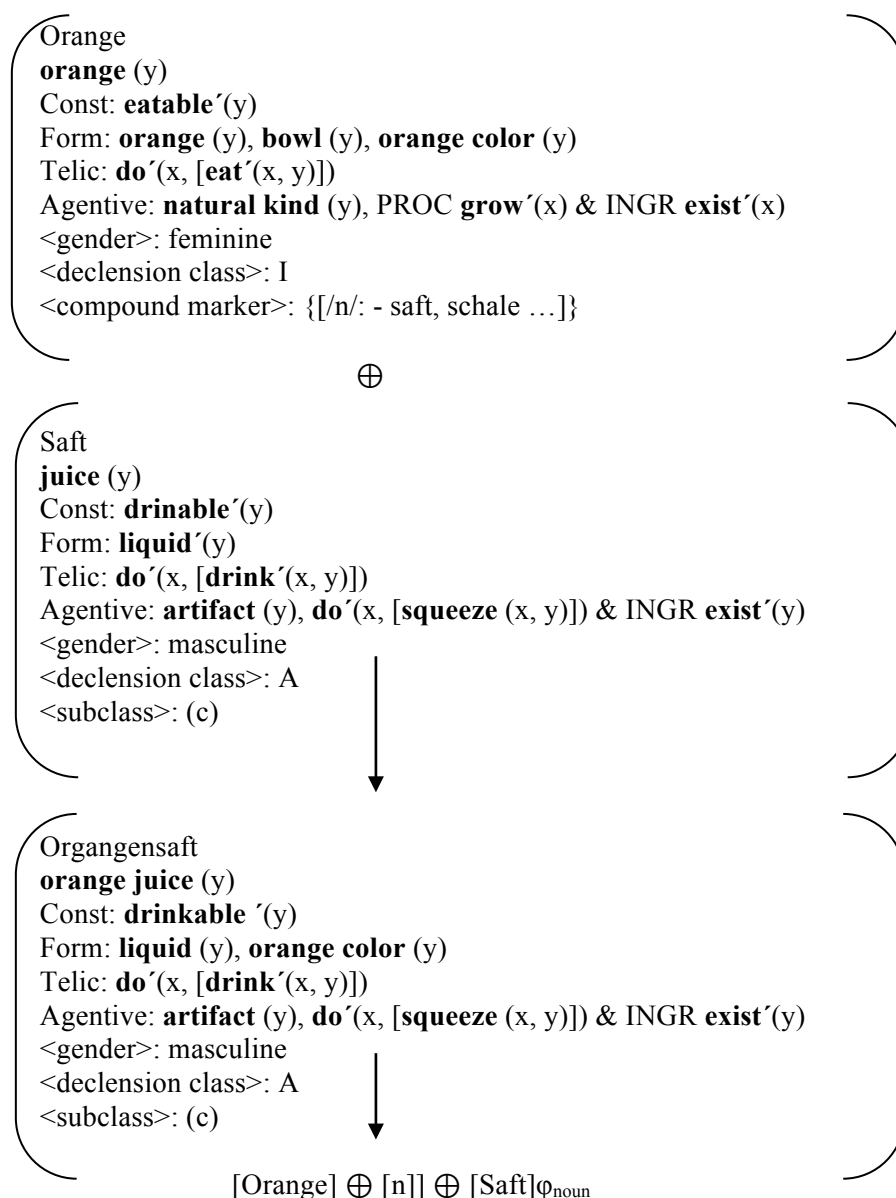 Orange
orange (y)
Const: eatable´(y)
Form: orange (y), bowl (y), orange color (y)
Telic: do´(x, [eat´(x, y)])
Agentive: natural kind (y), PROC grow´(x) & INGR exist´(x)
<gender>: feminine
<declension class>: I
<compound marker>: {[/n/: - saft, schale …]}
⊕
Saft
juice (y)
Const: drinable´(y)
Form: liquid´(y)
Telic: do´(x, [drink´(x, y)])
Agentive: artifact (y), do´(x, [squeeze (x, y)]) & INGR exist´(y)
<gender>: masculine
<declension class>: A
<subclass>: (c)
Organgensaft
orange juice (y)
Const: drinkable ´(y)
Form: liquid (y), orange color (y)
Telic: do´(x, [drink´(x, y)])
Agentive: artifact (y), do´(x, [squeeze (x, y)]) & INGR exist´(y)
<gender>: masculine
<declension class>: A
<subclass>: (c)
[Orange] ⊕ [n]] ⊕ [Saft]φnoun